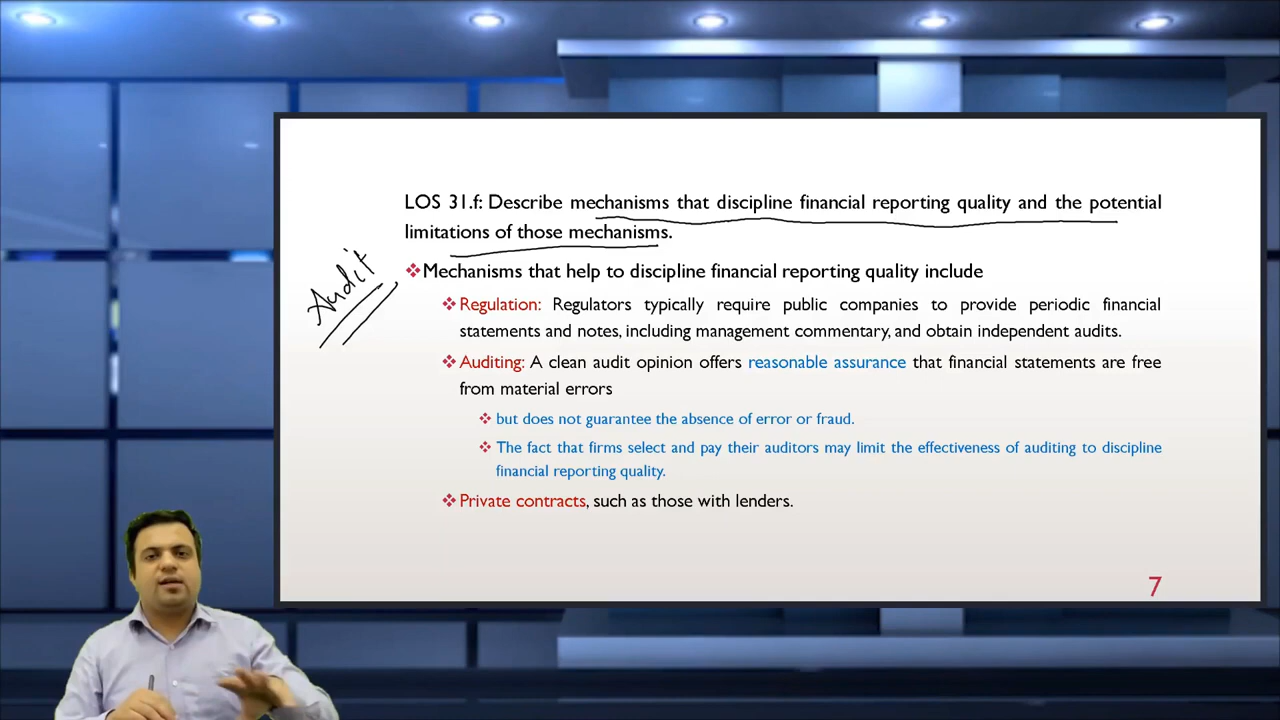 LOS 31.f: Describe mechanisms that discipline financial reporting quality and the potential
limitations of those mechanisms.
Audit
❖Mechanisms that help to discipline financial reporting quality include
❖Regulation: Regulators typically require public companies to provide periodic financial
statements and notes, including management commentary, and obtain independent audits.
❖Auditing: A clean audit opinion offers reasonable assurance that financial statements are free
from material errors
❖but does not guarantee the absence of error or fraud.
❖The fact that firms select and pay their auditors may limit the effectiveness of auditing to discipline
financial reporting quality.
❖Private contracts, such as those with lenders.
7